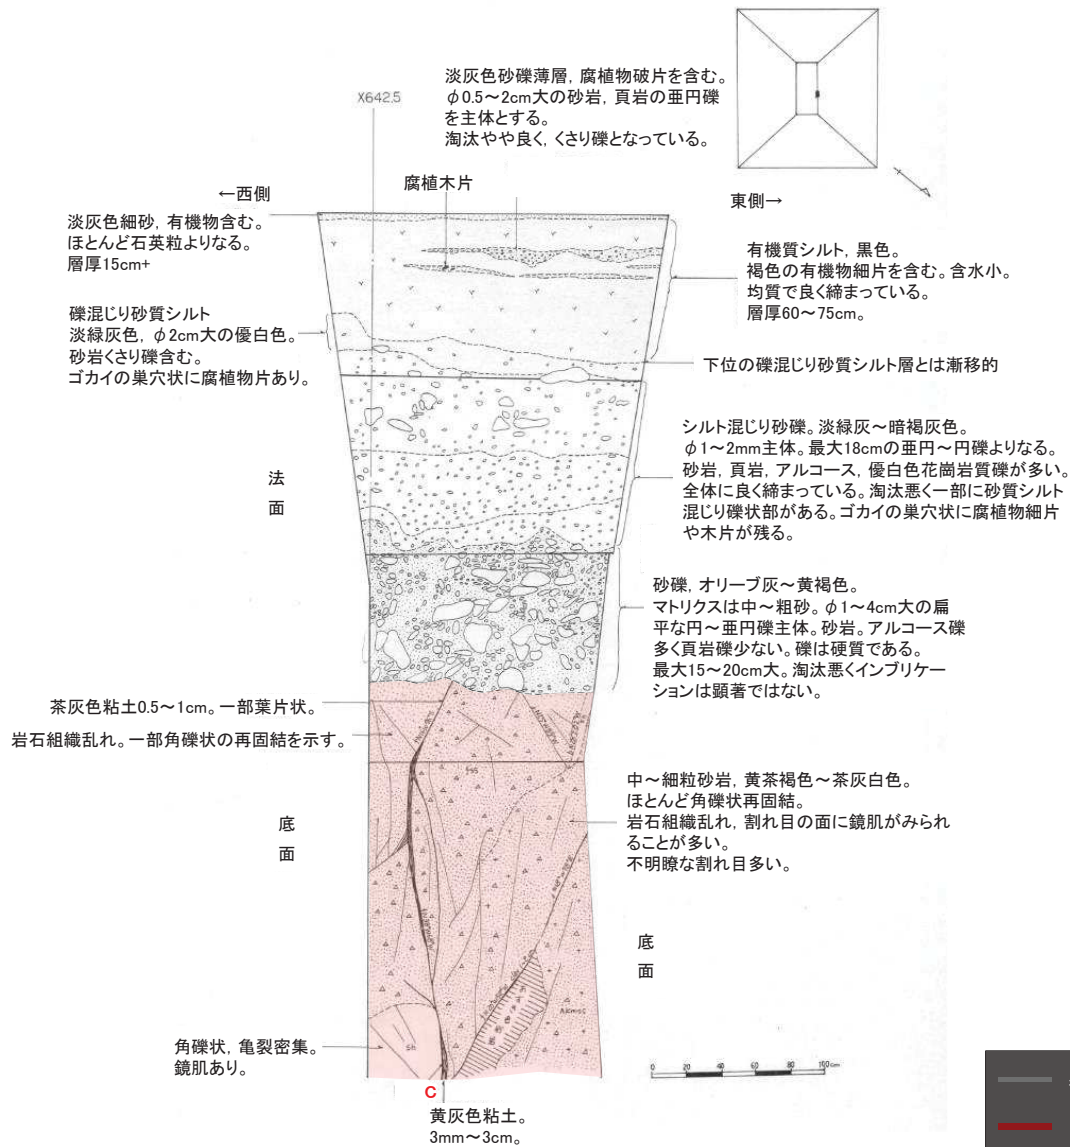 淡灰色砂礫薄層，腐植物破片を含む。
φ0.5～2cm大の砂岩，頁岩の亜円礫
を主体とする。
淘汰やや良く，くさり礫となっている。
X642.5
腐植木片
←西側
東側→
淡灰色細砂，有機物含む。
ほとんど石英粒よりなる。
層厚15cm+
有機質シルト，黒色。
褐色の有機物細片を含む。含水小。
均質で良く締まっている。
層厚60～75cm。
礫混じり砂質シルト
淡緑灰色，φ2cm大の優白色。
砂岩くさり礫含む。
ゴカイの巣穴状に腐植物片あり。
下位の礫混じり砂質シルト層とは漸移的
シルト混じり砂礫。淡緑灰～暗褐灰色。
φ1～2mm主体。最大18cmの亜円～円礫よりなる。
砂岩，頁岩，アルコース，優白色花崗岩質礫が多い。
全体に良く締まっている。淘汰悪く一部に砂質シルト
混じり礫状部がある。ゴカイの巣穴状に腐植物細片
や木片が残る。
法
面
砂礫，オリーブ灰～黄褐色。
マトリクスは中～粗砂。φ1～4cm大の扁
平な円～亜円礫主体。砂岩。アルコース礫
多く頁岩礫少ない。礫は硬質である。
最大15～20cm大。淘汰悪くインブリケー
ションは顕著ではない。
茶灰色粘土0.5～1cm。一部葉片状。
岩石組織乱れ。一部角礫状の再固結を示す。
中～細粒砂岩，黄茶褐色～茶灰白色。
ほとんど角礫状再固結。
岩石組織乱れ，割れ目の面に鏡肌がみられ
ることが多い。
不明瞭な割れ目多い。
底
面
底
面
Sh
角礫状，亀裂密集。
鏡肌あり。
0 20 40 60 80 100cm
C
黄灰色粘土。
3mm～3cm。